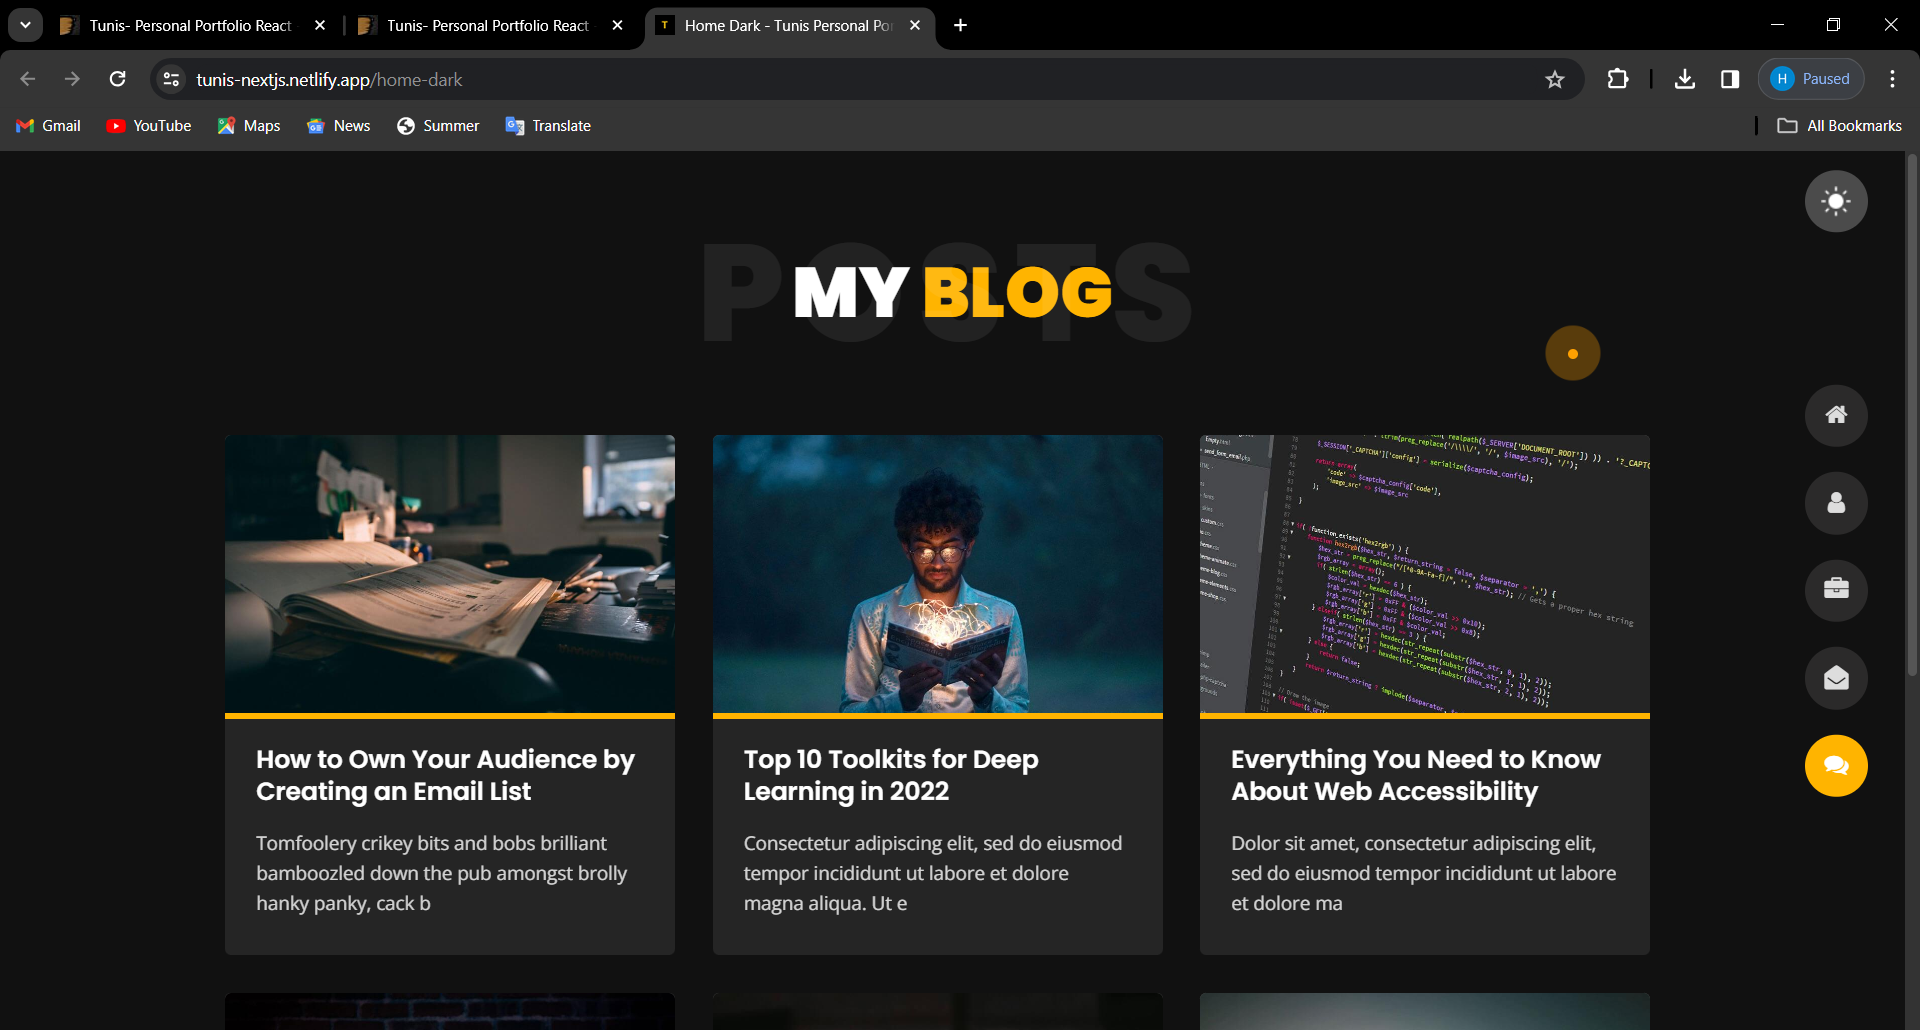 Tunis- Personal Portfolio React
Tunis- Personal Portfolio React
T
Home Dark - Tunis Personal Po
tunis-nextjs.netlify.app/home-dark
H
Paused
Gmail
YouTube
Maps
News
Summer
Translate
All Bookmarks
POSTS
MY BLOG
How to Own Your Audience by
Creating an Email List
Tomfoolery crikey bits and bobs brilliant
bamboozled down the pub amongst brolly
hanky panky, cack b
Top 10 Toolkits for Deep
Learning in 2022
Consectetur adipiscing elit, sed do eiusmod
tempor incididunt ut labore et dolore
magna aliqua. Ut e
Everything You Need to Know
About Web Accessibility
Dolor sit amet, consectetur adipiscing elit,
sed do eiusmod tempor incididunt ut labore
et dolore ma